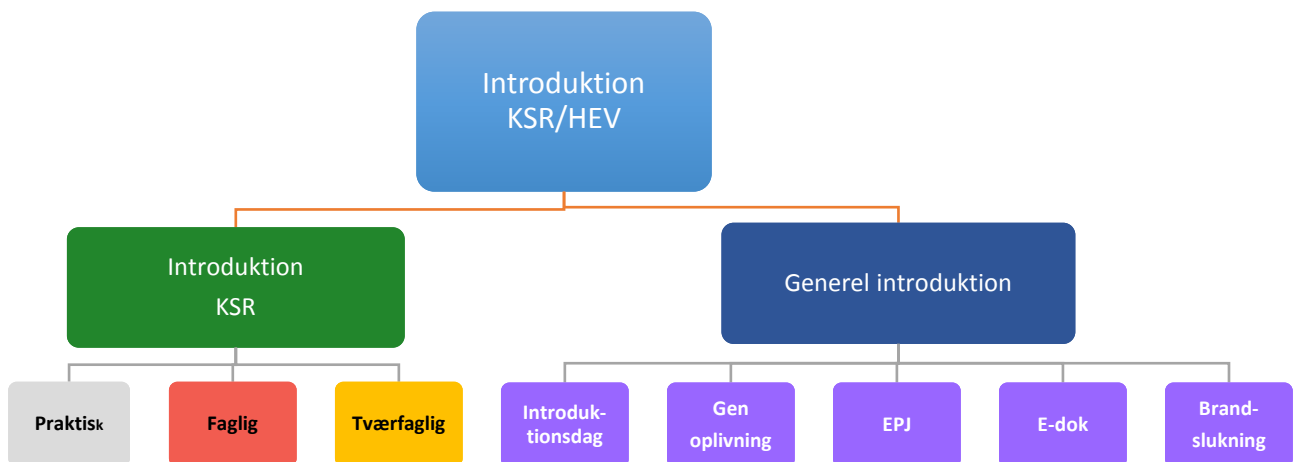 Introduktion
KSR/HEV
Introduktion
KSR
Generel introduktion
Praktisk
Faglig
Tværfaglig
Introduk-
tionsdag
Gen
oplivning
EPJ
E-dok
Brand-
slukning